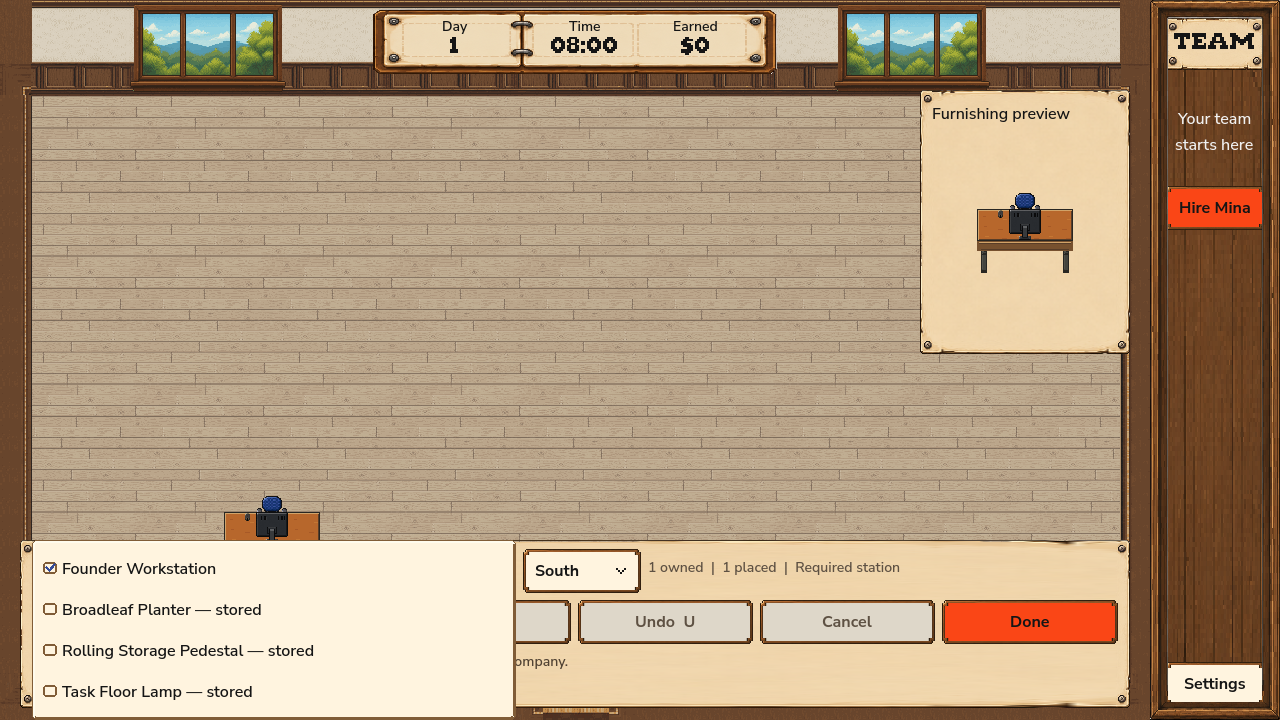 Day
1
Time
08:00
Earned
$0
TEAM
Your team
starts here
Hire Mina
Furnishing preview
Founder Workstation
Broadleaf Planter — stored
Rolling Storage Pedestal — stored
Task Floor Lamp — stored
South
1 owned | 1 placed | Required station
Undo U
Cancel
Done
ompany.
Settings